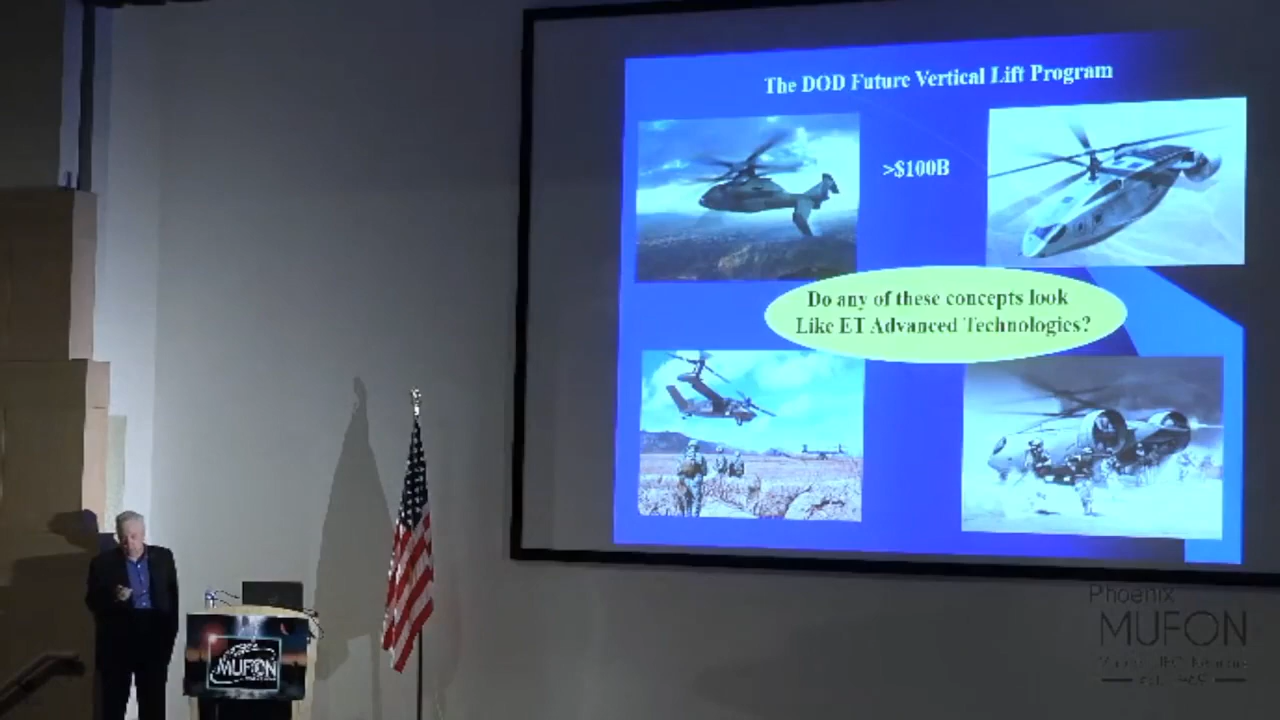 The DOD Future Vertical Lift Program
>$100B
Do any of these concepts look
Like ET Advanced Technologies?
MUFON
Phoenix
MUFON